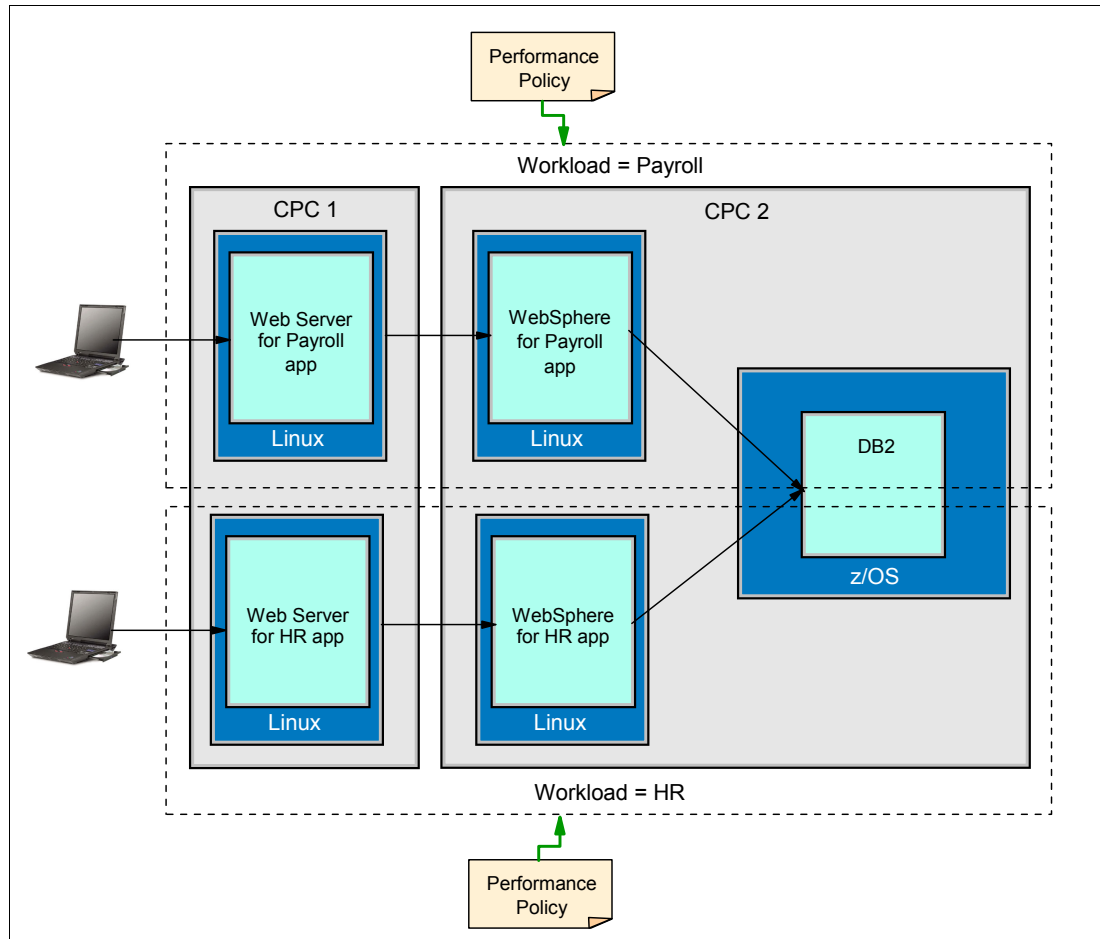 Performance
Policy
Workload = Payroll
CPC 1
CPC 2
Web Server
for Payroll
app
Linux
WebSphere
for Payroll
app
Linux
DB2
z/OS
Web Server
for HR app
Linux
WebSphere
for HR app
Linux
Workload = HR
Performance
Policy